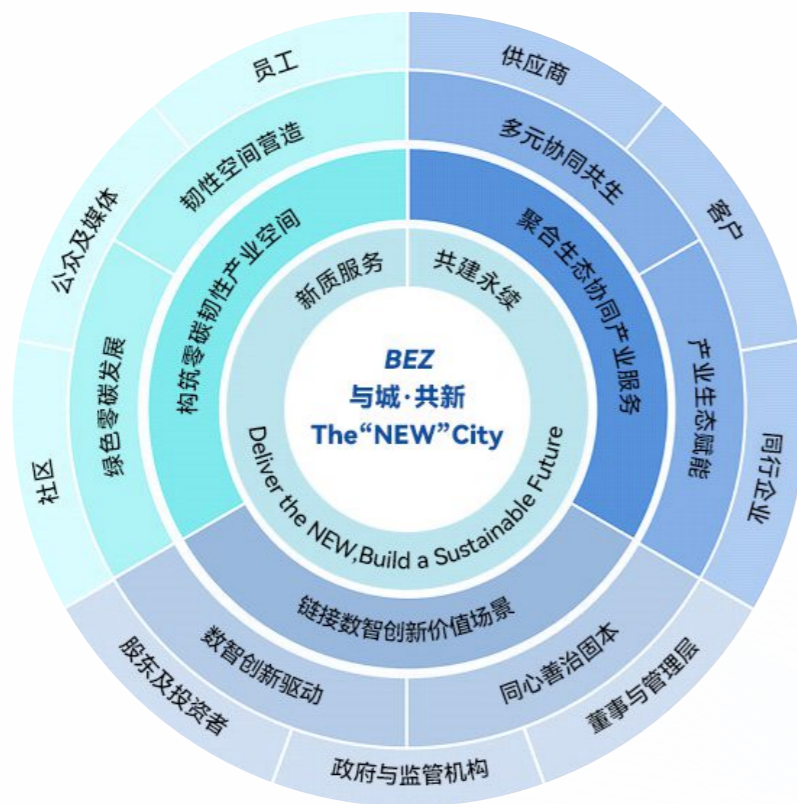 BEZ
与城·共新
The“NEW”City
新质服务
共建永续
Deliver the NEW,Build a Sustainable Future
构筑零碳韧性产业空间
聚合生态协同产业服务
链接数智创新价值场景
韧性空间营造
多元协同共生
产业生态赋能
同心善治固本
数智创新驱动
绿色零碳发展
员工
供应商
客户
同行企业
董事与管理层
政府与监管机构
股东及投资者
社区
公众及媒体